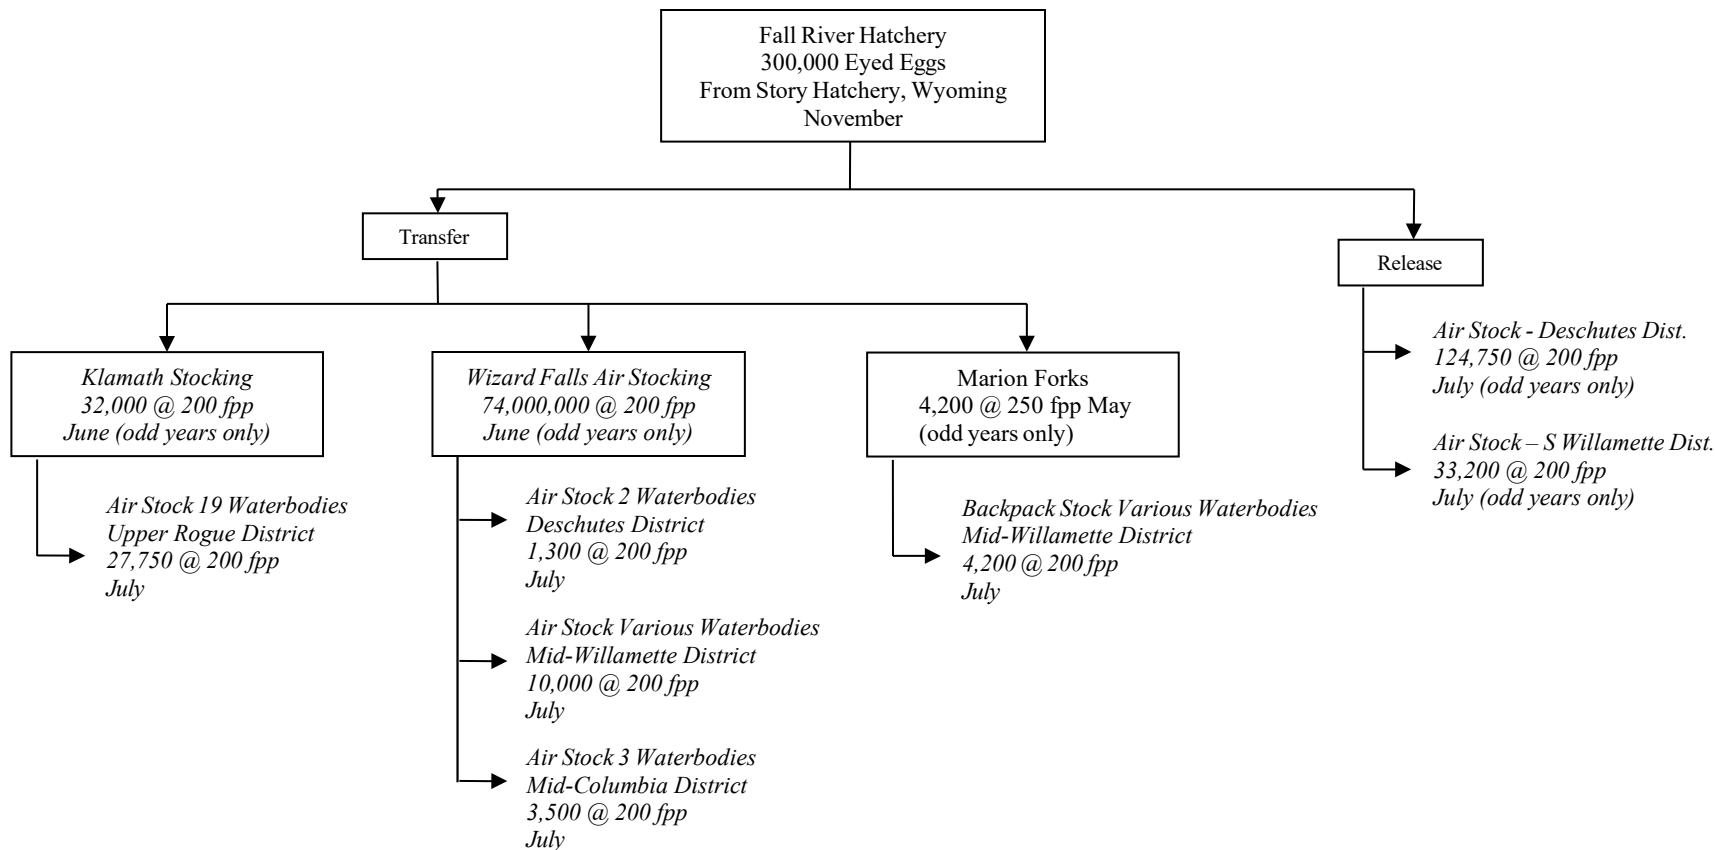 Fall River Hatchery
300,000 Eyed Eggs
From Story Hatchery, Wyoming
November
Transfer
Release
Klamath Stocking
32,000 @ 200 fpp
June (odd years only)
Wizard Falls Air Stocking
74,000,000 @ 200 fpp
June (odd years only)
Marion Forks
4,200 @ 250 fpp May
(odd years only)
Air Stock - Deschutes Dist.
124,750 @ 200 fpp
July (odd years only)
Air Stock – S Willamette Dist.
33,200 @ 200 fpp
July (odd years only)
Air Stock 19 Waterbodies
Upper Rogue District
27,750 @ 200 fpp
July
Air Stock 2 Waterbodies
Deschutes District
1,300 @ 200 fpp
July
Air Stock Various Waterbodies
Mid-Willamette District
10,000 @ 200 fpp
July
Air Stock 3 Waterbodies
Mid-Columbia District
3,500 @ 200 fpp
July
Backpack Stock Various Waterbodies
Mid-Willamette District
4,200 @ 200 fpp
July